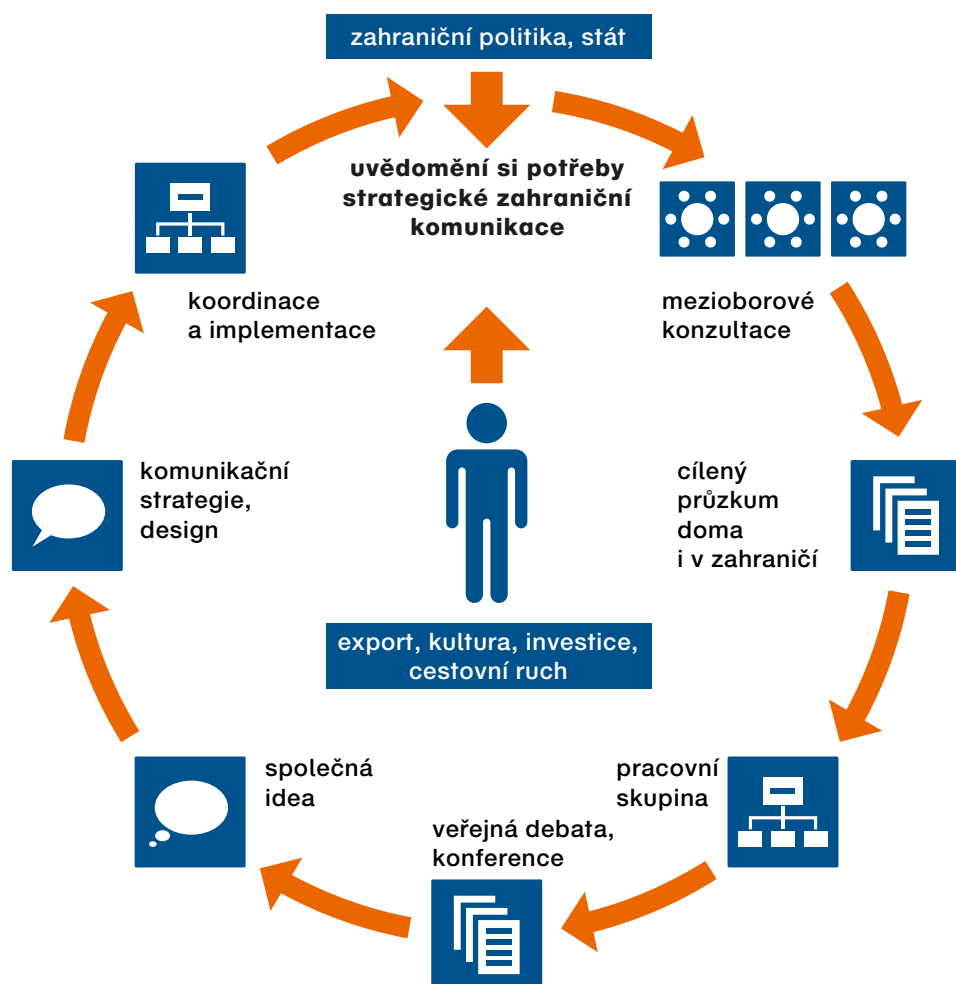 zahraniční politika, stát
uvědomění si potřeby
strategické zahraniční
komunikace
mezioborové
konzultace
cílený
průzkum
doma
i v zahraničí
pracovní
skupina
veřejná debata,
konference
společná
idea
komunikační
strategie,
design
koordinace
a implementace
export, kultura, investice,
cestovní ruch